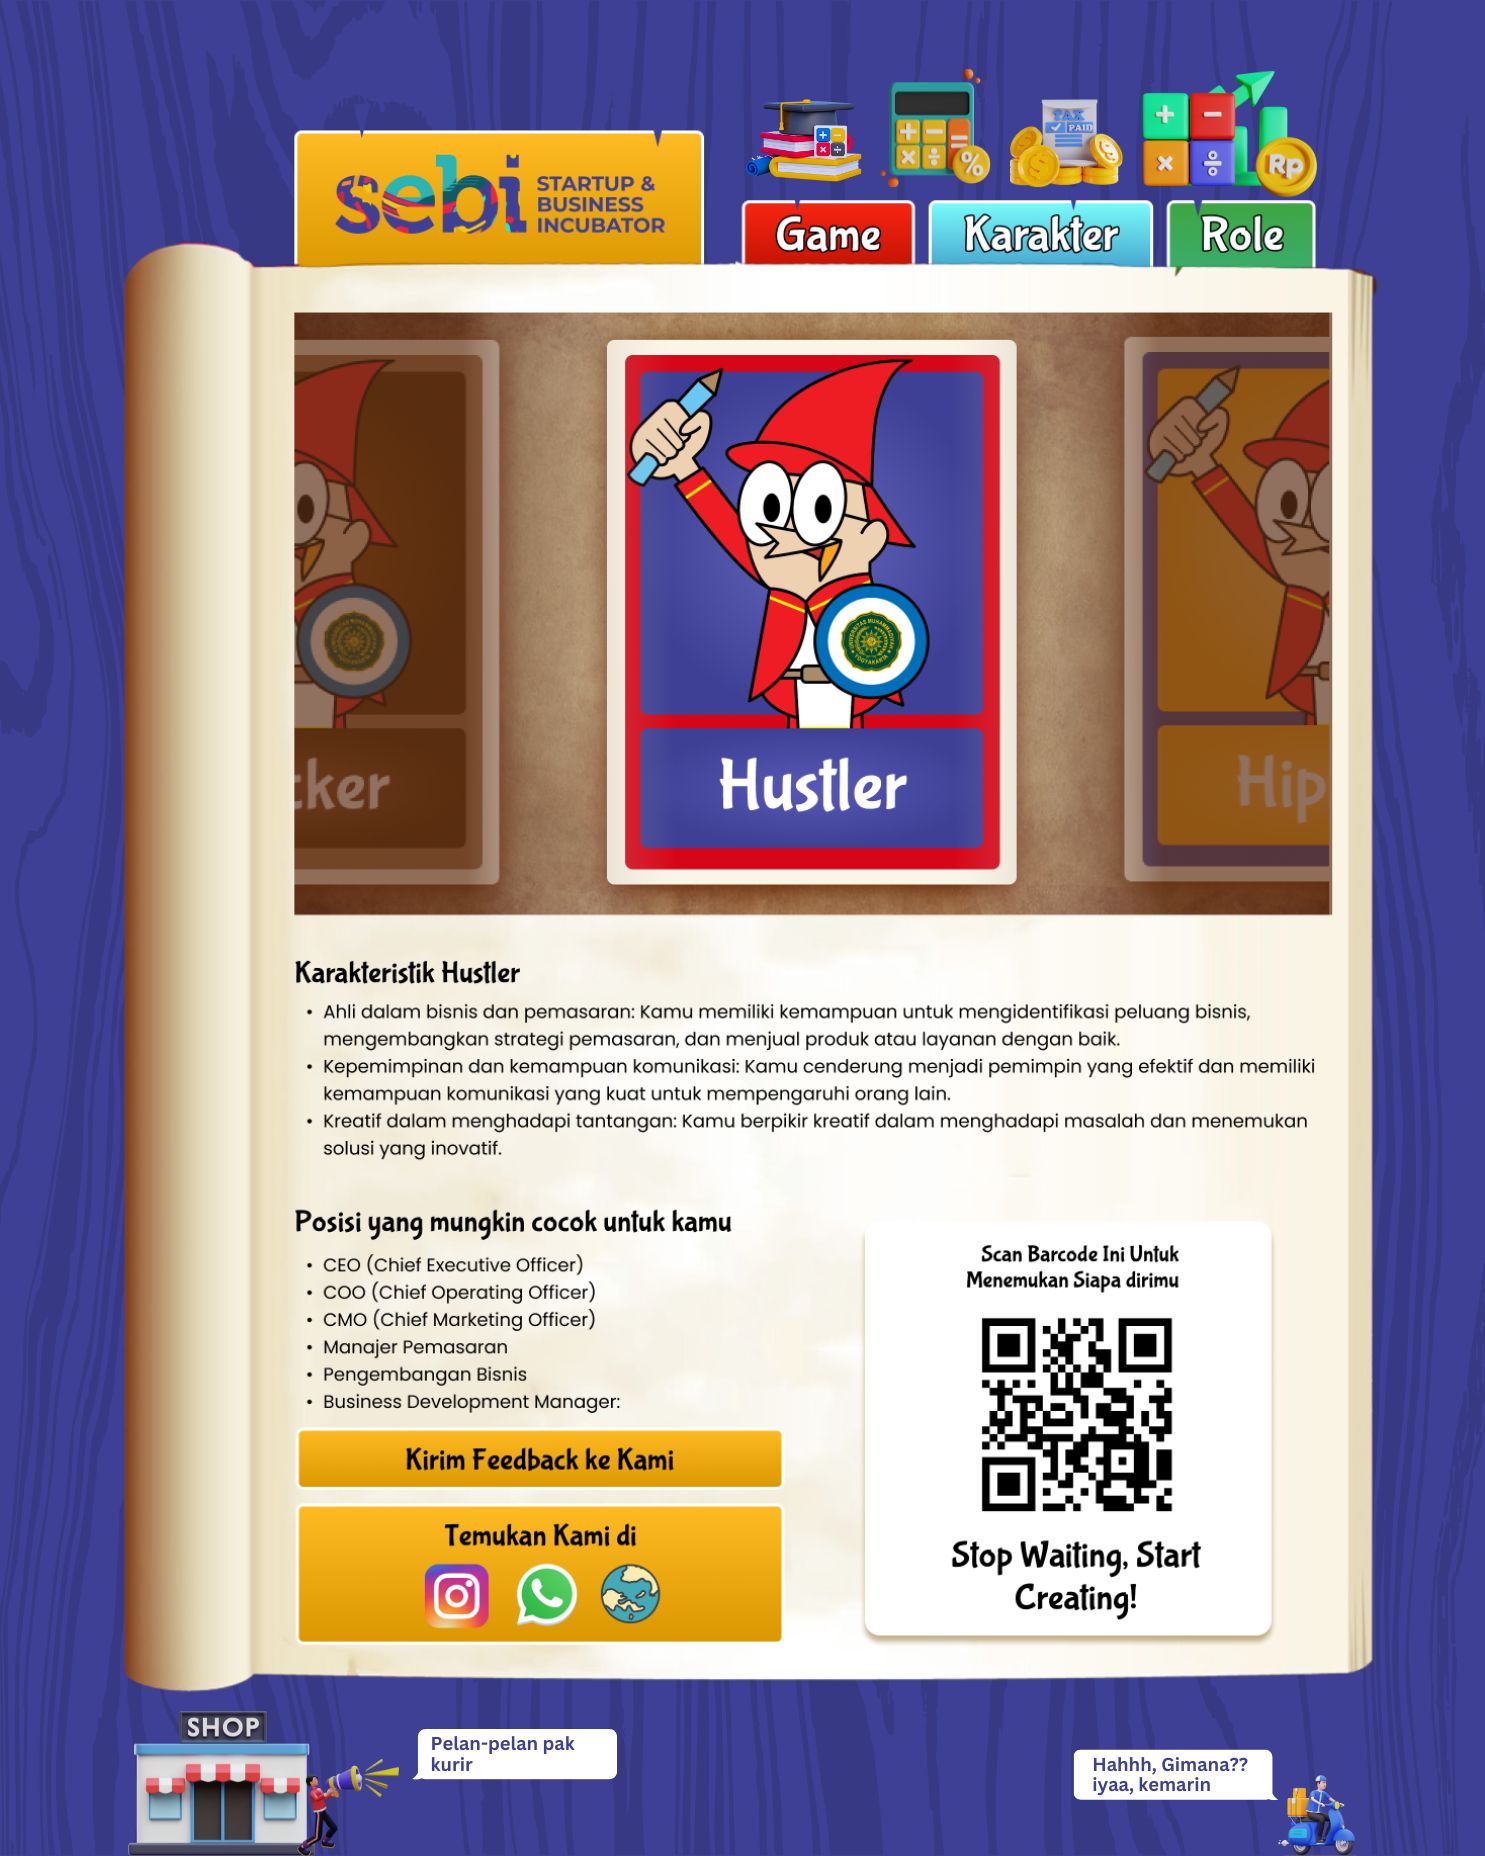 sebi
STARTUP &
BUSINESS
INCUBATOR
TAX
PAID
Rp
Game
Karakter
Role
cker
Hustler
Hip
UNIVERSITAS MUHAMMADIYAH
YOGYAKARTA
Karakteristik Hustler
• Ahli dalam bisnis dan pemasaran: Kamu memiliki kemampuan untuk mengidentifikasi peluang bisnis,
mengembangkan strategi pemasaran, dan menjual produk atau layanan dengan baik.
• Kepemimpinan dan kemampuan komunikasi: Kamu cenderung menjadi pemimpin yang efektif dan memiliki
kemampuan komunikasi yang kuat untuk mempengaruhi orang lain.
• Kreatif dalam menghadapi tantangan: Kamu berpikir kreatif dalam menghadapi masalah dan menemukan
solusi yang inovatif.
Posisi yang mungkin cocok untuk kamu
• CEO (Chief Executive Officer)
• COO (Chief Operating Officer)
• CMO (Chief Marketing Officer)
• Manajer Pemasaran
• Pengembangan Bisnis
• Business Development Manager:
Kirim Feedback ke Kami
Temukan Kami di
Scan Barcode Ini Untuk
Menemukan Siapa dirimu
Stop Waiting, Start
Creating!
SHOP
Pelan-pelan pak
kurir
Hahhh, Gimana??
iyaa, kemarin